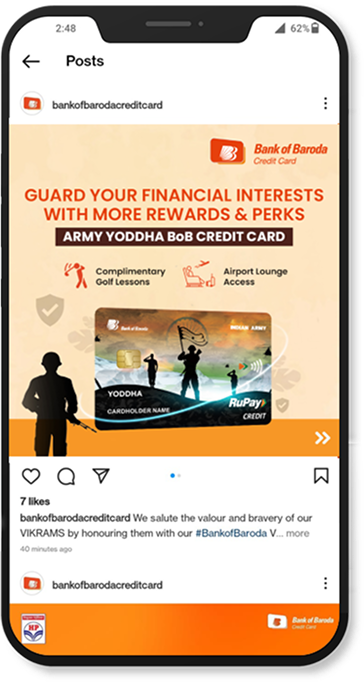 2:48
62%
Posts
bankofbarodacreditcard
Bank of Baroda
Credit Card
GUARD YOUR FINANCIAL INTERESTS
WITH MORE REWARDS & PERKS
ARMY YODDHA BoB CREDIT CARD
Complimentary
Golf Lessons
Airport Lounge
Access
Bank of Baroda
INDIAN ARMY
YODDHA
CARDHOLDER NAME
RuPay
CREDIT
7 likes
bankofbarodacreditcard We salute the valour and bravery of our
VIKRAMS by honouring them with our #BankofBaroda V... more
40 minutes ago
bankofbarodacreditcard
HP
Bank of Baroda
Credit Card